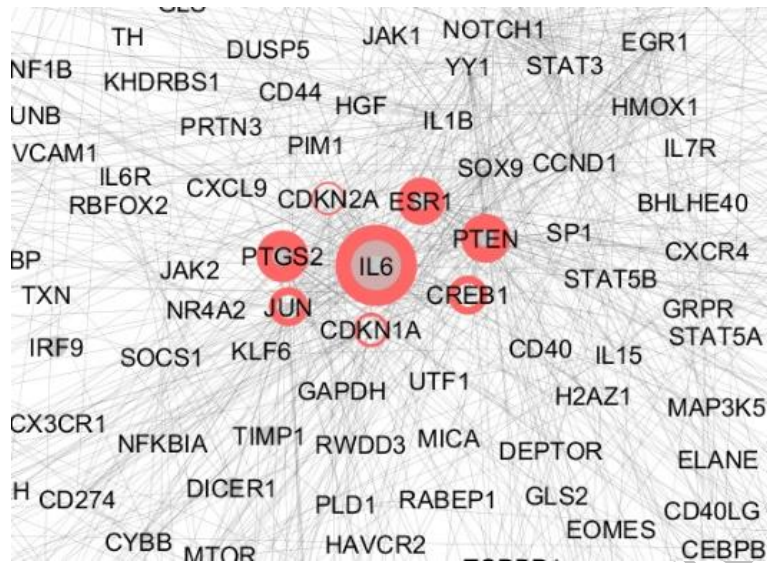 TH
DUSP5
JAK1
NOTCH1
EGR1
NF1B
KHDRBS1
YY1
STAT3
CD44
HGF
IL1B
HMOX1
UNB
PRTN3
PIM1
VCAM1
IL7R
IL6R
CXCL9
CDKN2A
ESR1
SOX9
CCND1
RBFOX2
BHLHE40
PTGS2
IL6
PTEN
SP1
CXCR4
BP
JAK2
STAT5B
TXN
NR4A2
JUN
CREB1
GRPR
CDKN1A
STAT5A
IRF9
SOCS1
KLF6
CD40
IL15
GAPDH
UTF1
H2AZ1
MAP3K5
CX3CR1
NFKBIA
TIMP1
RWDD3
MICA
DEPTOR
ELANE
H
CD274
DICER1
PLD1
RABEP1
GLS2
CD40LG
CYBB
MTOR
HAVCR2
EOMES
CEBPB